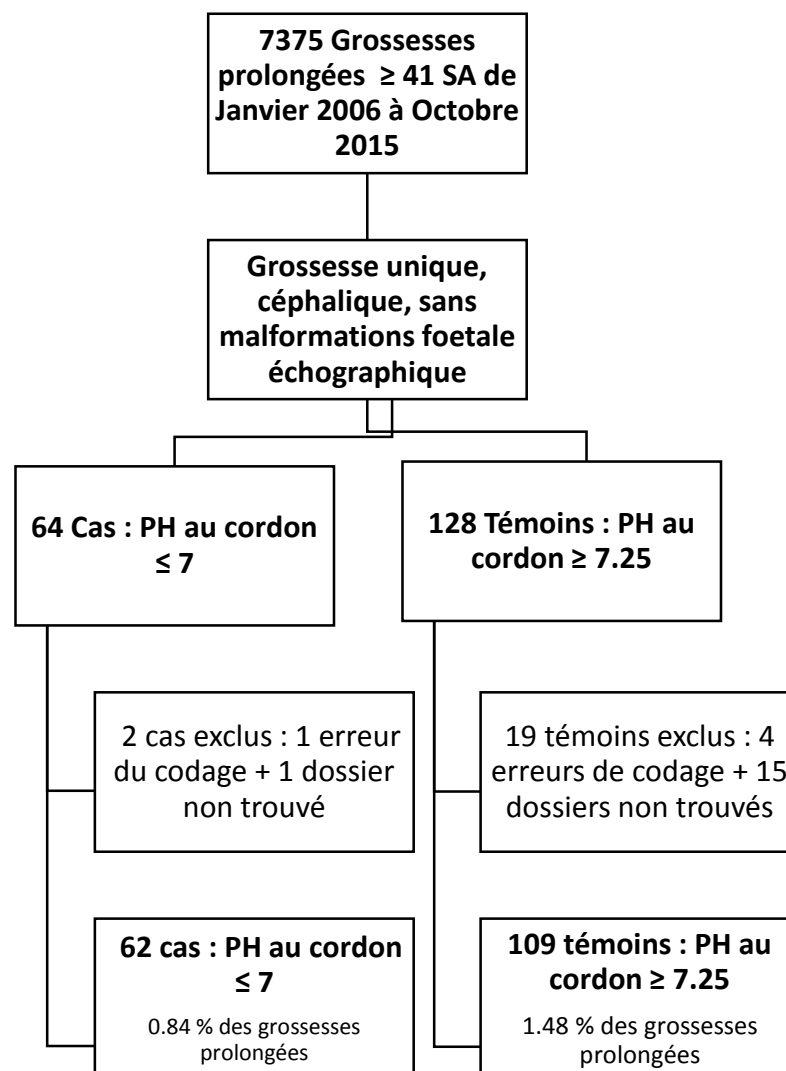 7375 Grossesses
prolongées ≥ 41 SA de
Janvier 2006 à Octobre
2015
Grossesse unique,
céphalique, sans
malformations foetale
échographique
64 Cas : PH au cordon
≤ 7
128 Témoins : PH au
cordon ≥ 7.25
2 cas exclus : 1 erreur
du codage + 1 dossier
non trouvé
19 témoins exclus : 4
erreurs de codage + 15
dossiers non trouvés
62 cas : PH au cordon
≤ 7
0.84 % des grossesses
prolongées
109 témoins : PH au
cordon ≥ 7.25
1.48 % des grossesses
prolongées